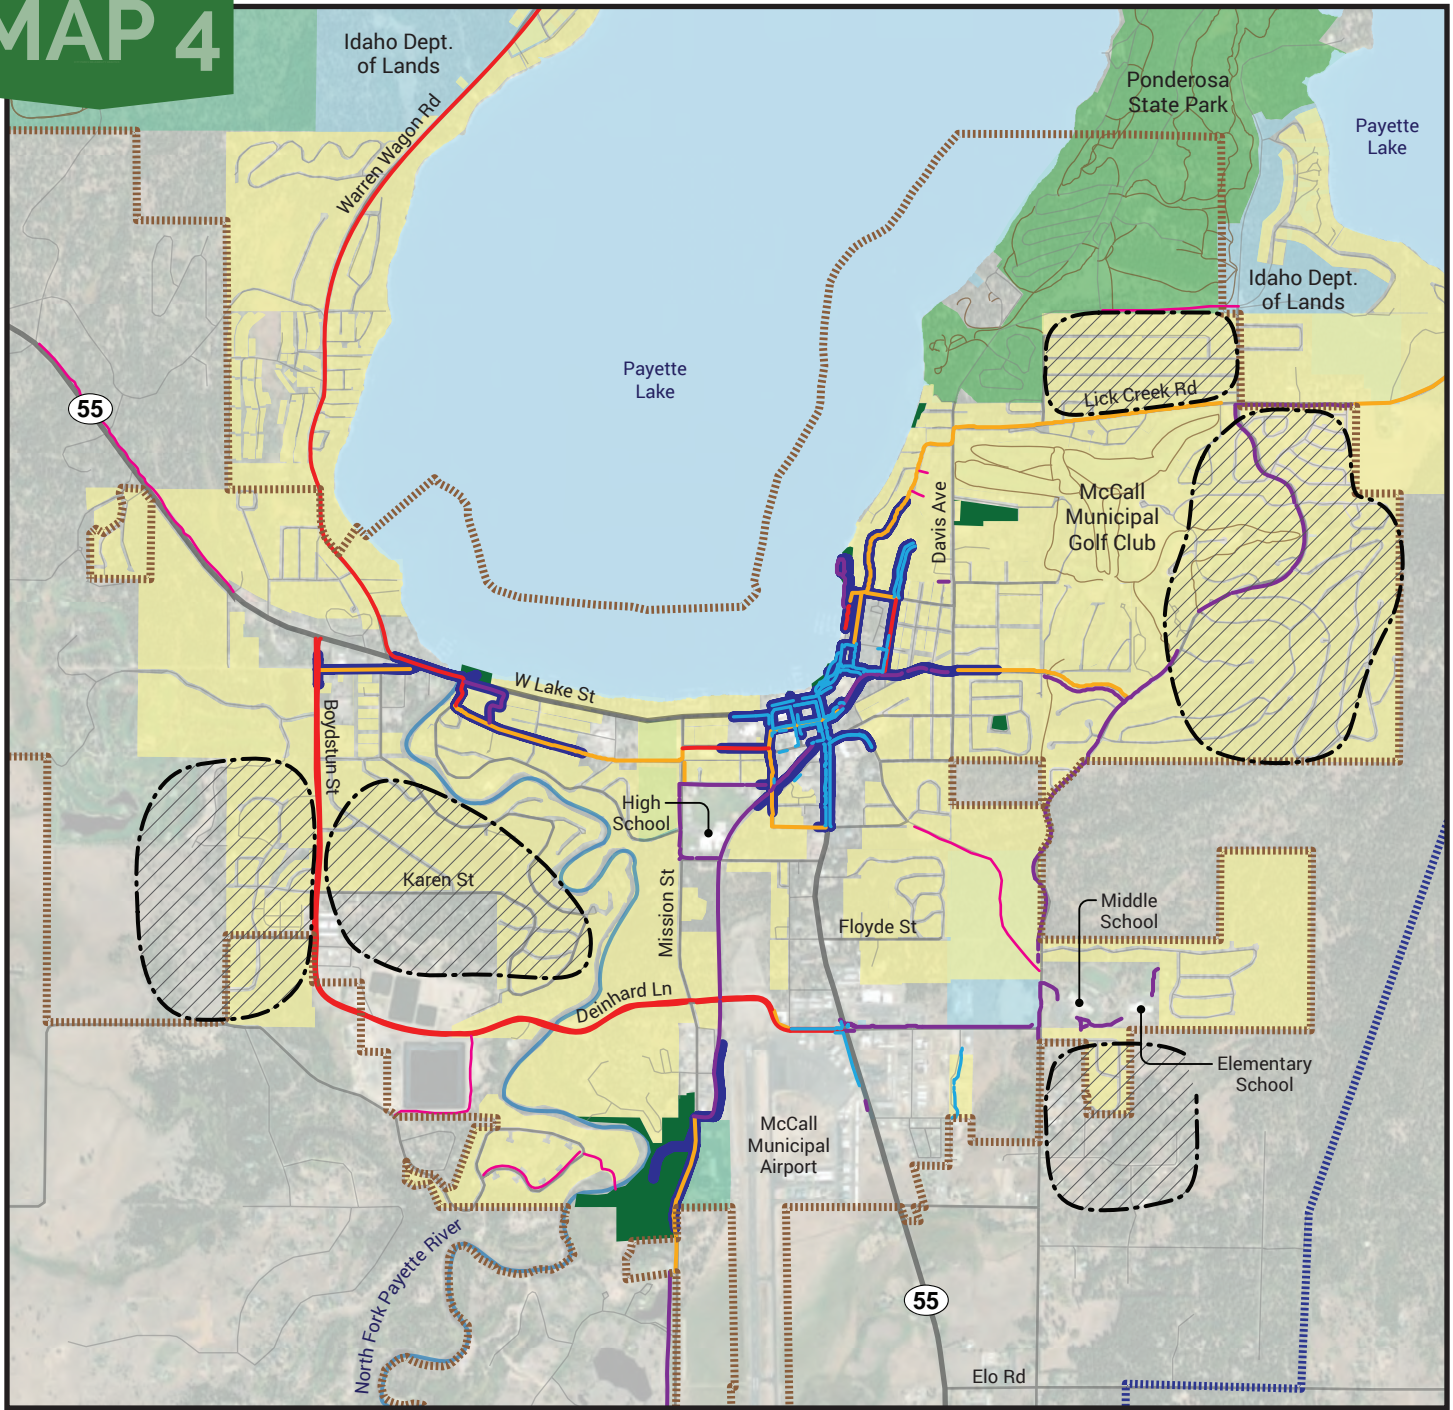 MAP 4
Idaho Dept.
of Lands
Warren Wagon Rd
Ponderosa
State Park
Payette
Lake
Idaho Dept.
of Lands
Payette
Lake
Lick Creek Rd
55
McCall
Municipal
Golf Club
Davis Ave
W Lake St
Boydstun St
High
School
Karen St
Mission St
Floyde St
Middle
School
Deinhard Ln
Elementary
School
McCall
Municipal
Airport
North Fork Payette River
55
Elo Rd